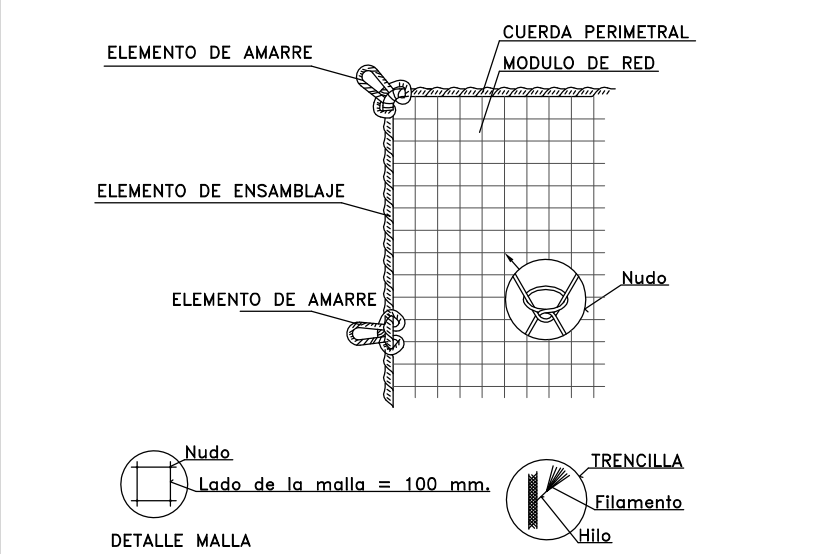 CUERDA PERIMETRAL
ELEMENTO DE AMARRE
MODULO DE RED
ELEMENTO DE ENSAMBLAJE
Nudo
ELEMENTO DE AMARRE
Nudo
Lado de la malla = 100 mm.
DETALLE MALLA
TRENCILLA
Filamento
Hilo